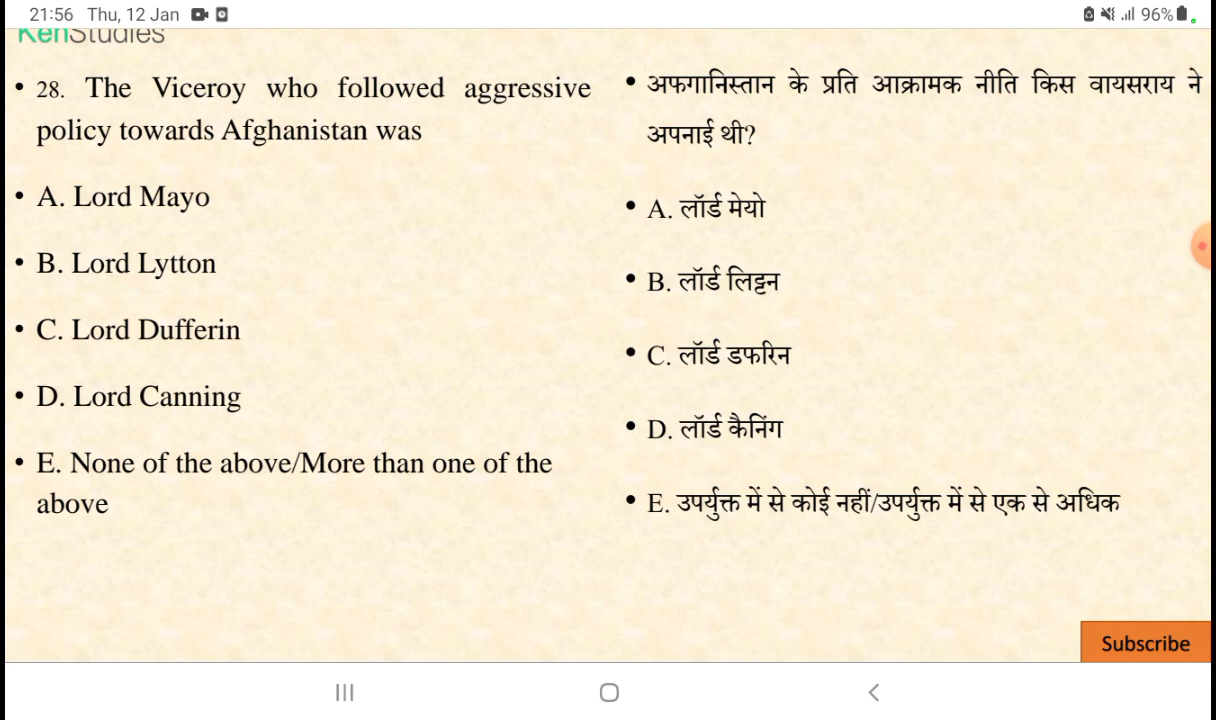 21:56 Thu, 12 Jan
96%
KenStudies
• 28. The Viceroy who followed aggressive
policy towards Afghanistan was
• A. Lord Mayo
• B. Lord Lytton
• C. Lord Dufferin
• D. Lord Canning
• E. None of the above/More than one of the
above
• अफगानिस्तान के प्रति आक्रामक नीति किस वायसराय ने
अपनाई थी?
• A. लॉर्ड मेयो
• B. लॉर्ड लिट्टन
• C. लॉर्ड डफरिन
• D. लॉर्ड कैनिंग
• E. उपर्युक्त में से कोई नहीं/उपर्युक्त में से एक से अधिक
Subscribe